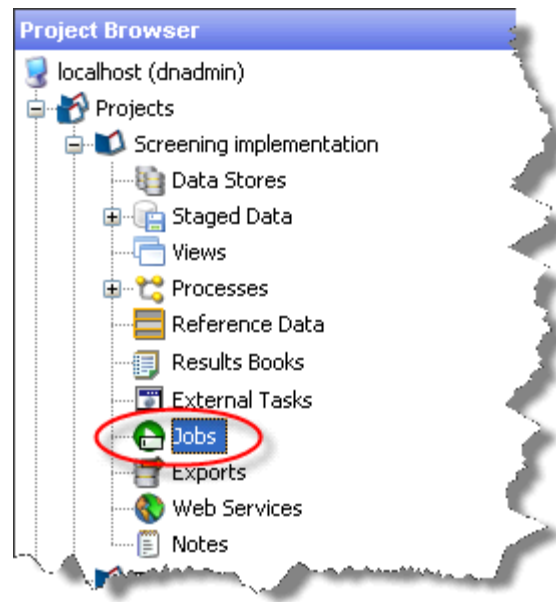 Project Browser
localhost (dnadmin)
Projects
Screening implementation
Data Stores
Staged Data
Views
Processes
Reference Data
Results Books
External Tasks
Jobs
Exports
Web Services
Notes